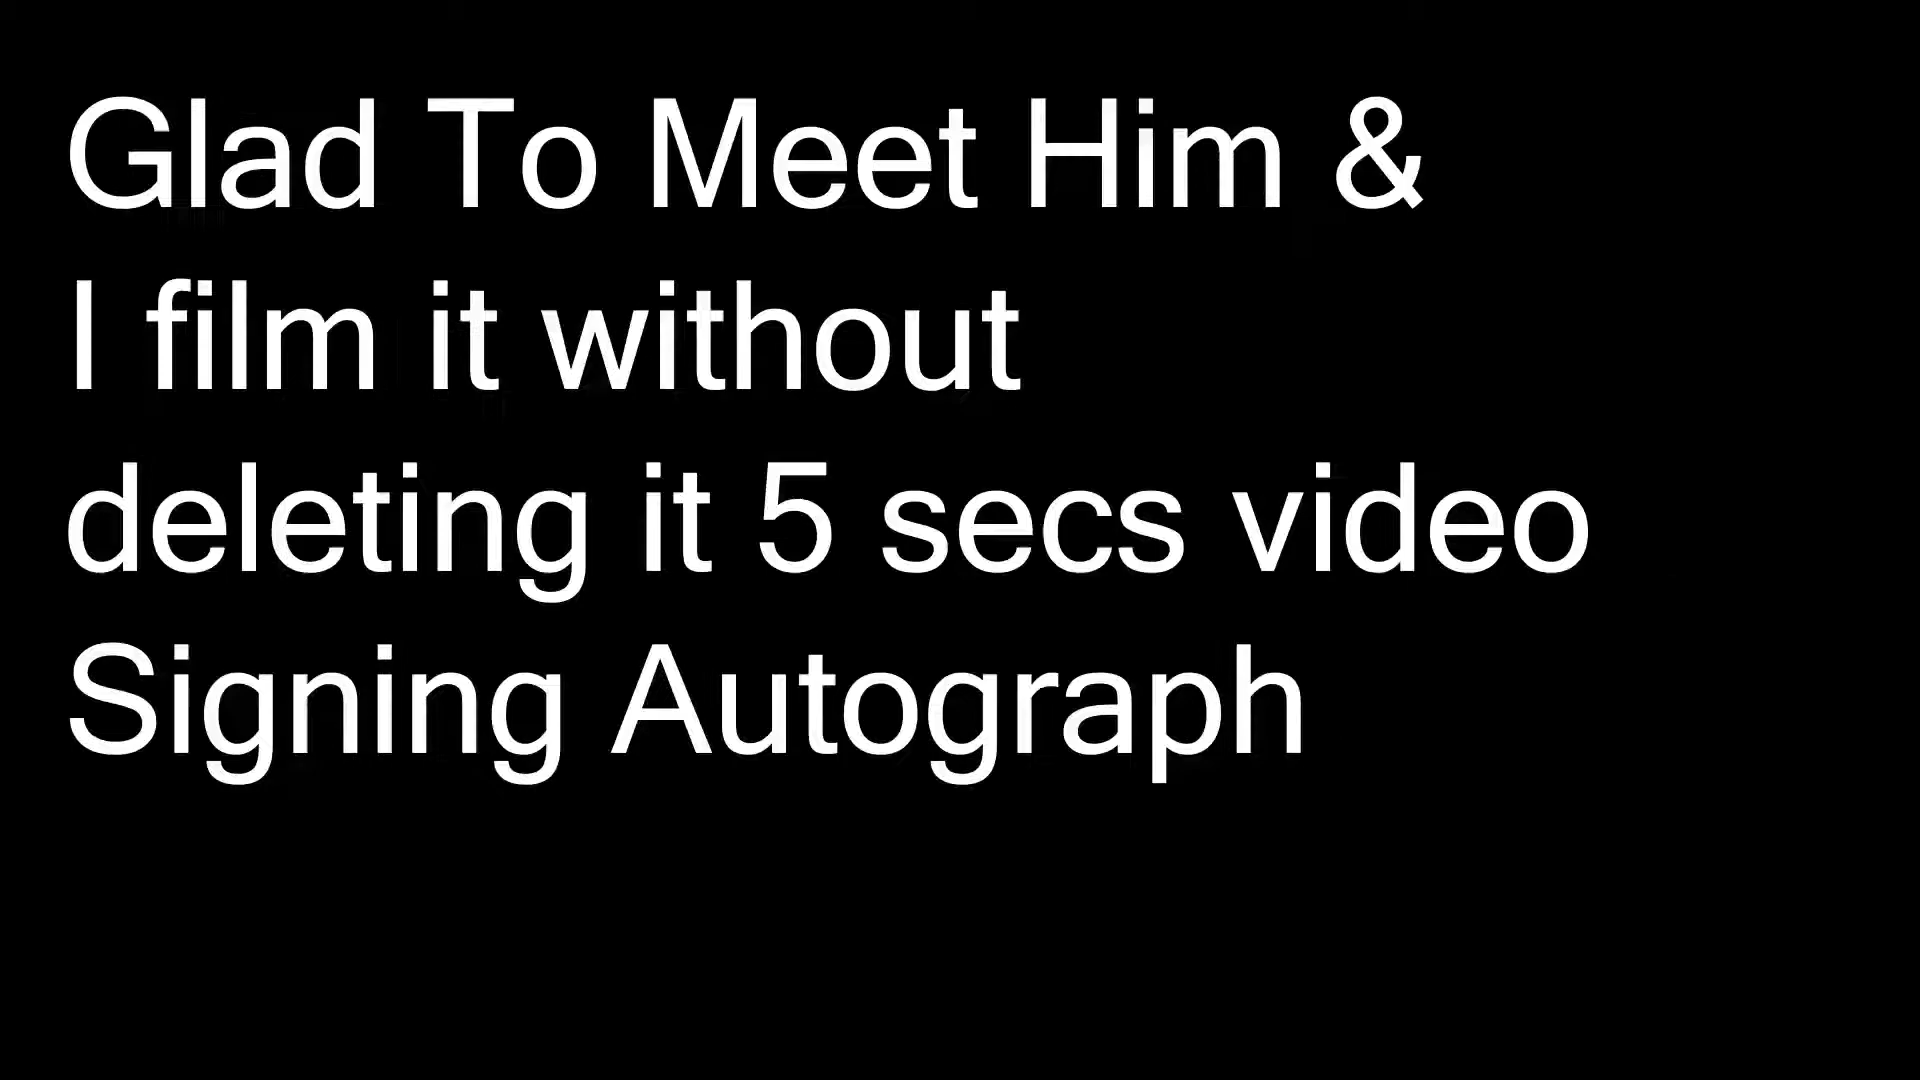 Glad To Meet Him &
I film it without
deleting it 5 secs video
Signing Autograph